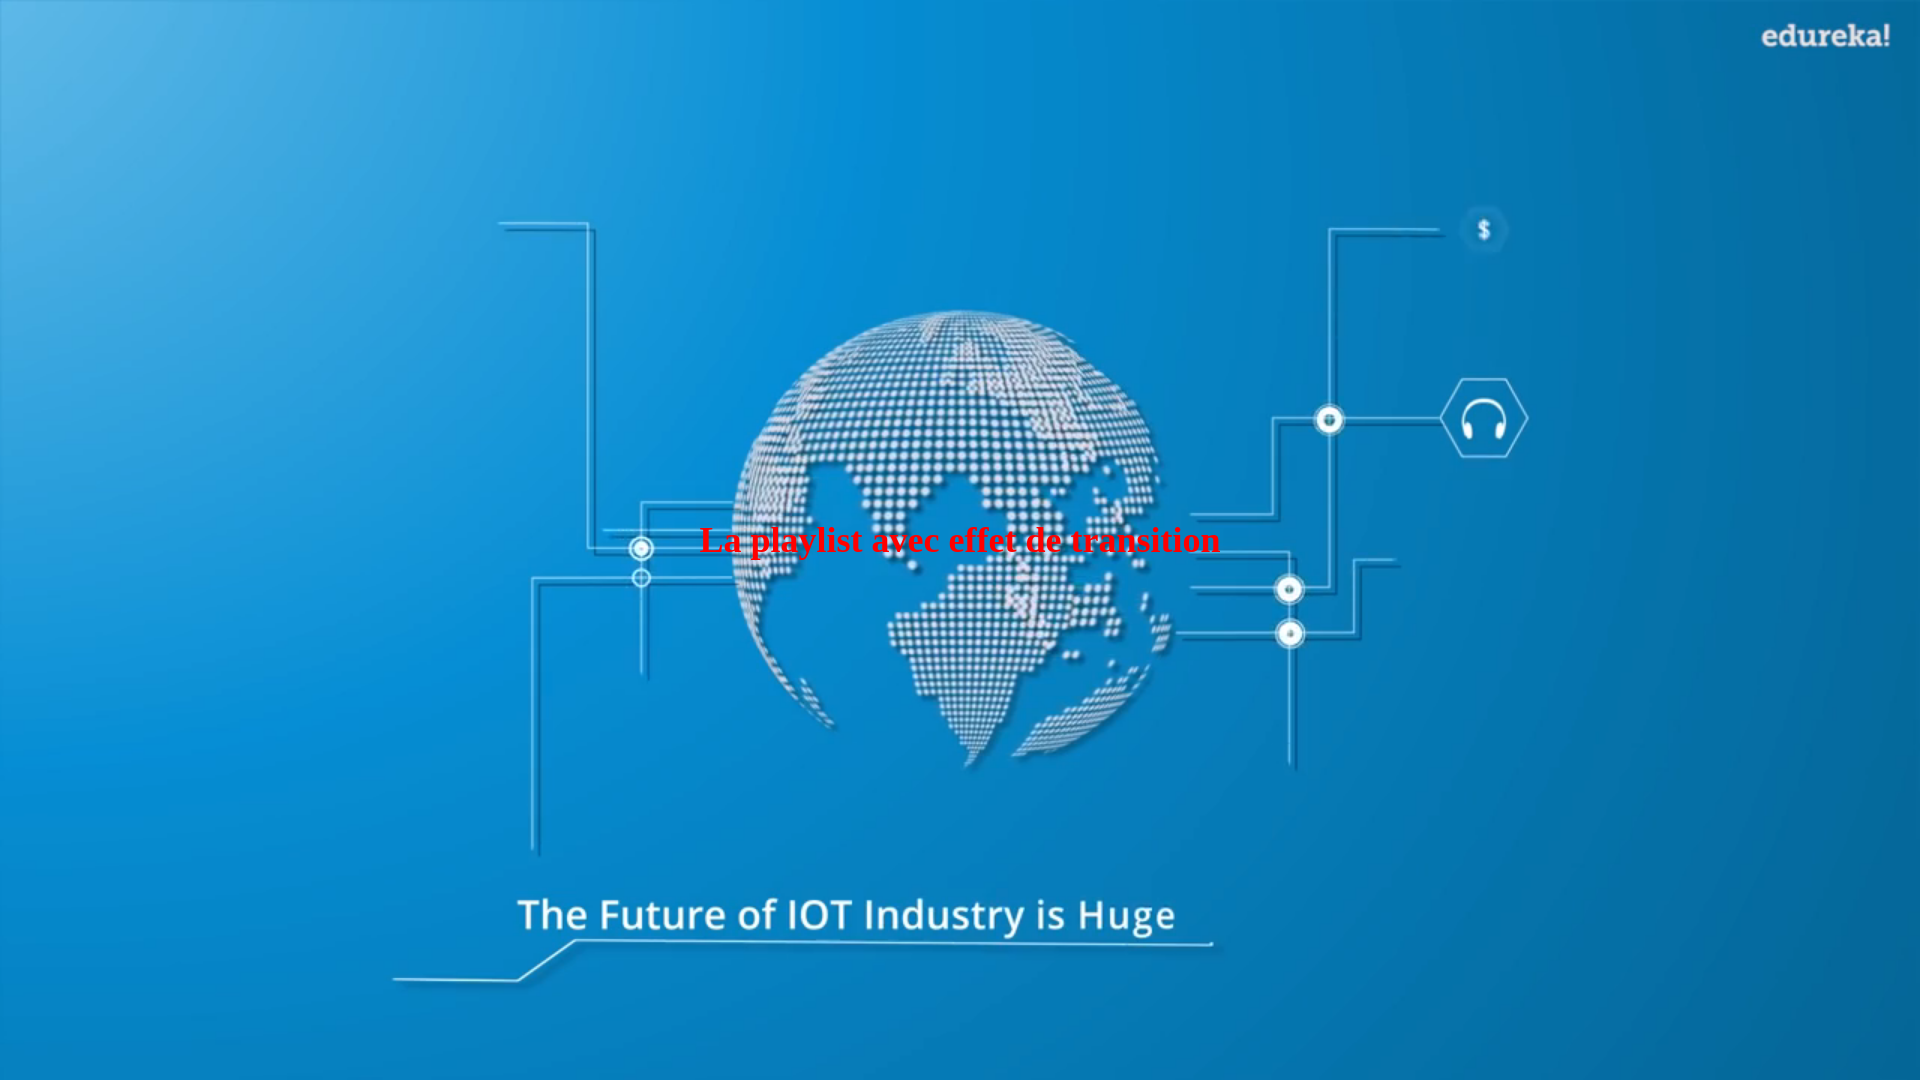 edureka!
$
La playlist avec effet de transition
The Future of IOT Industry is Huge